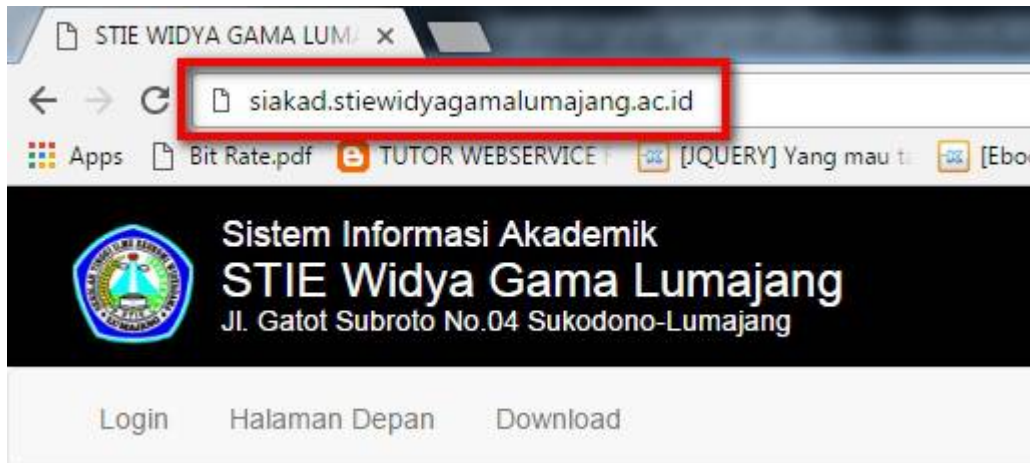 STIE WIDYA GAMA LUM
siakad.stiewidyagamalumajang.ac.id
Apps Bit Rate.pdf TUTOR WEBSERVICE [JQUERY] Yang mau [Eboo
Sistem Informasi Akademik
STIE Widya Gama Lumajang
Jl. Gatot Subroto No.04 Sukodono-Lumajang
Login Halaman Depan Download